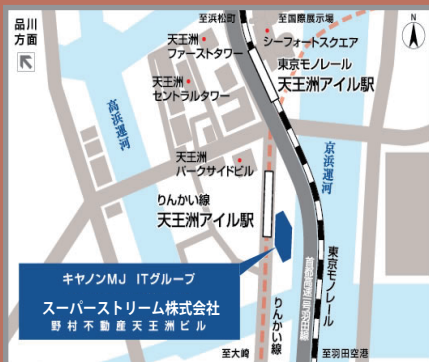 品川
方面
至浜松町
至国際展示場
N
天王洲
ファーストタワー
シーフォートスクエア
東京モノレール
天王洲アイル駅
天王洲
セントラルタワー
高浜運河
京浜運河
天王洲
パークサイドビル
りんかい線
天王洲アイル駅
首都高速1号羽田線
東京モノレール
キヤノンMJ ITグループ
スーパーストリーム株式会社
野村不動産天王洲ビル
りんかい線
至大崎
至羽田空港